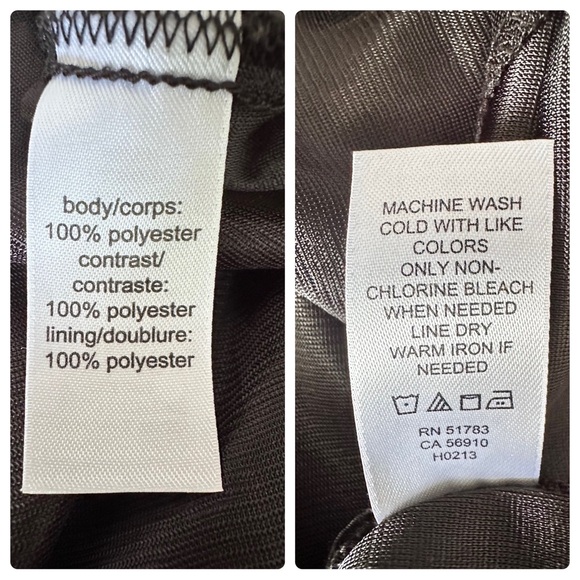 body/corps:
100% polyester
contrast/
contraste:
100% polyester
lining/doublure:
100% polyester
MACHINE WASH
COLD WITH LIKE
COLORS
ONLY NON-
CHLORINE BLEACH
WHEN NEEDED
LINE DRY
WARM IRON IF
NEEDED
RN 51783
CA 56910
H0213